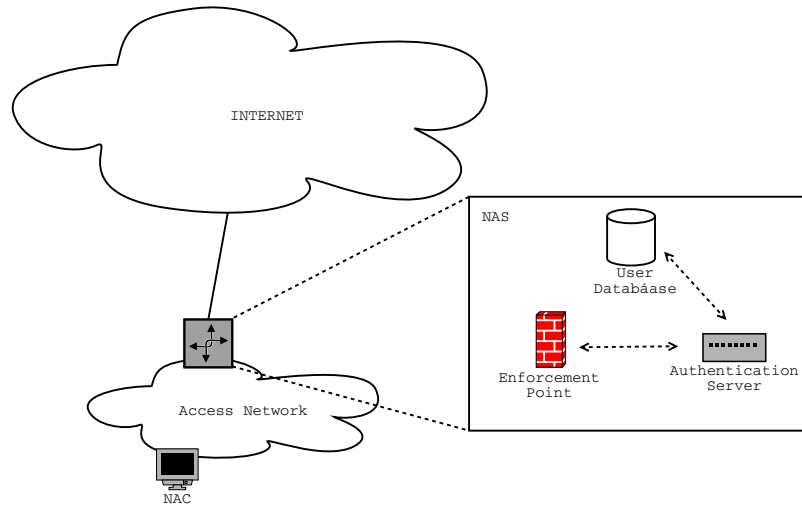 INTERNET
NAS
User
Databáase
Enforcement
Point
Authentication
Server
Access Network
NAC